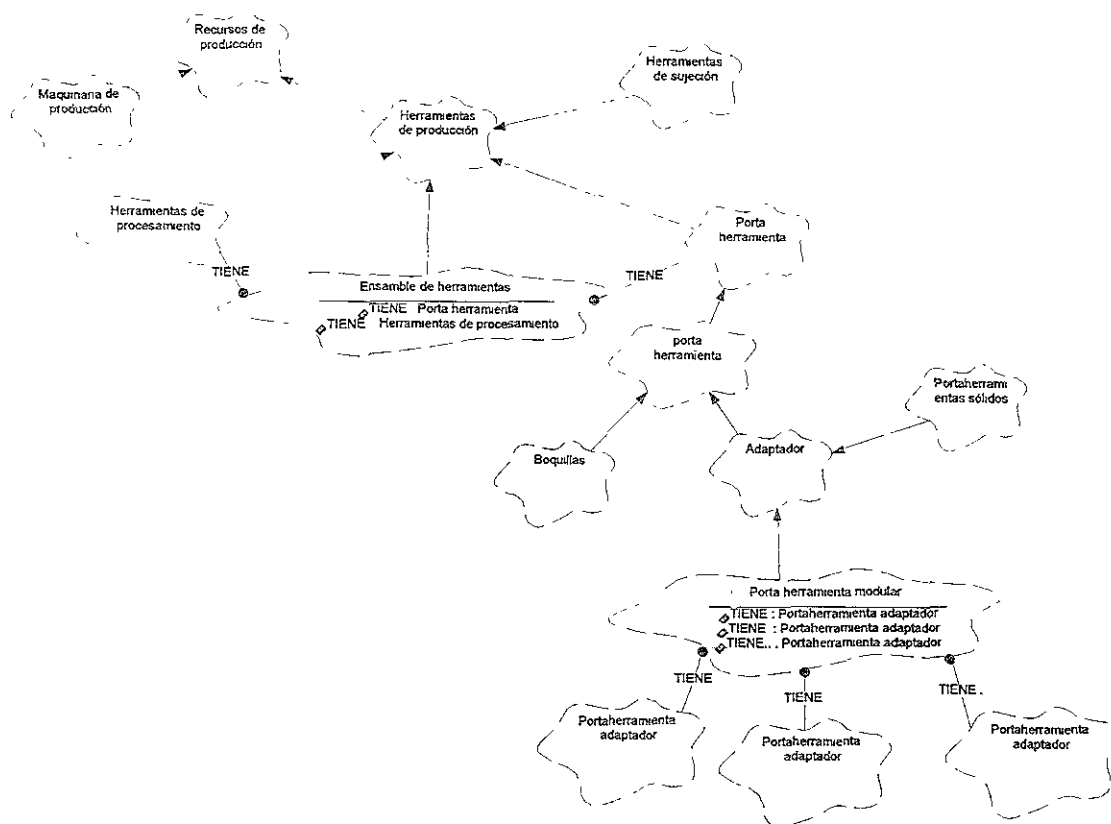 Recursos de
producción
Herramientas
de sujeción
Maquinaria de
producción
Herramientas
de producción
Herramientas de
procesamiento
Porta
herramienta
TIENE
TIENE
Ensamble de herramientas
TIENE Porta herramienta
TIENE Herramientas de procesamiento
porta
herramienta
Portaherrami
entas sólidos
Boquillas
Adaptador
Porta herramienta modular
TIENE : Portaherramienta adaptador
TIENE : Portaherramienta adaptador
TIENE... Portaherramienta adaptador
TIENE
TIENE
TIENE .
Portaherramienta
adaptador
Portaherramienta
adaptador
Portaherramienta
adaptador